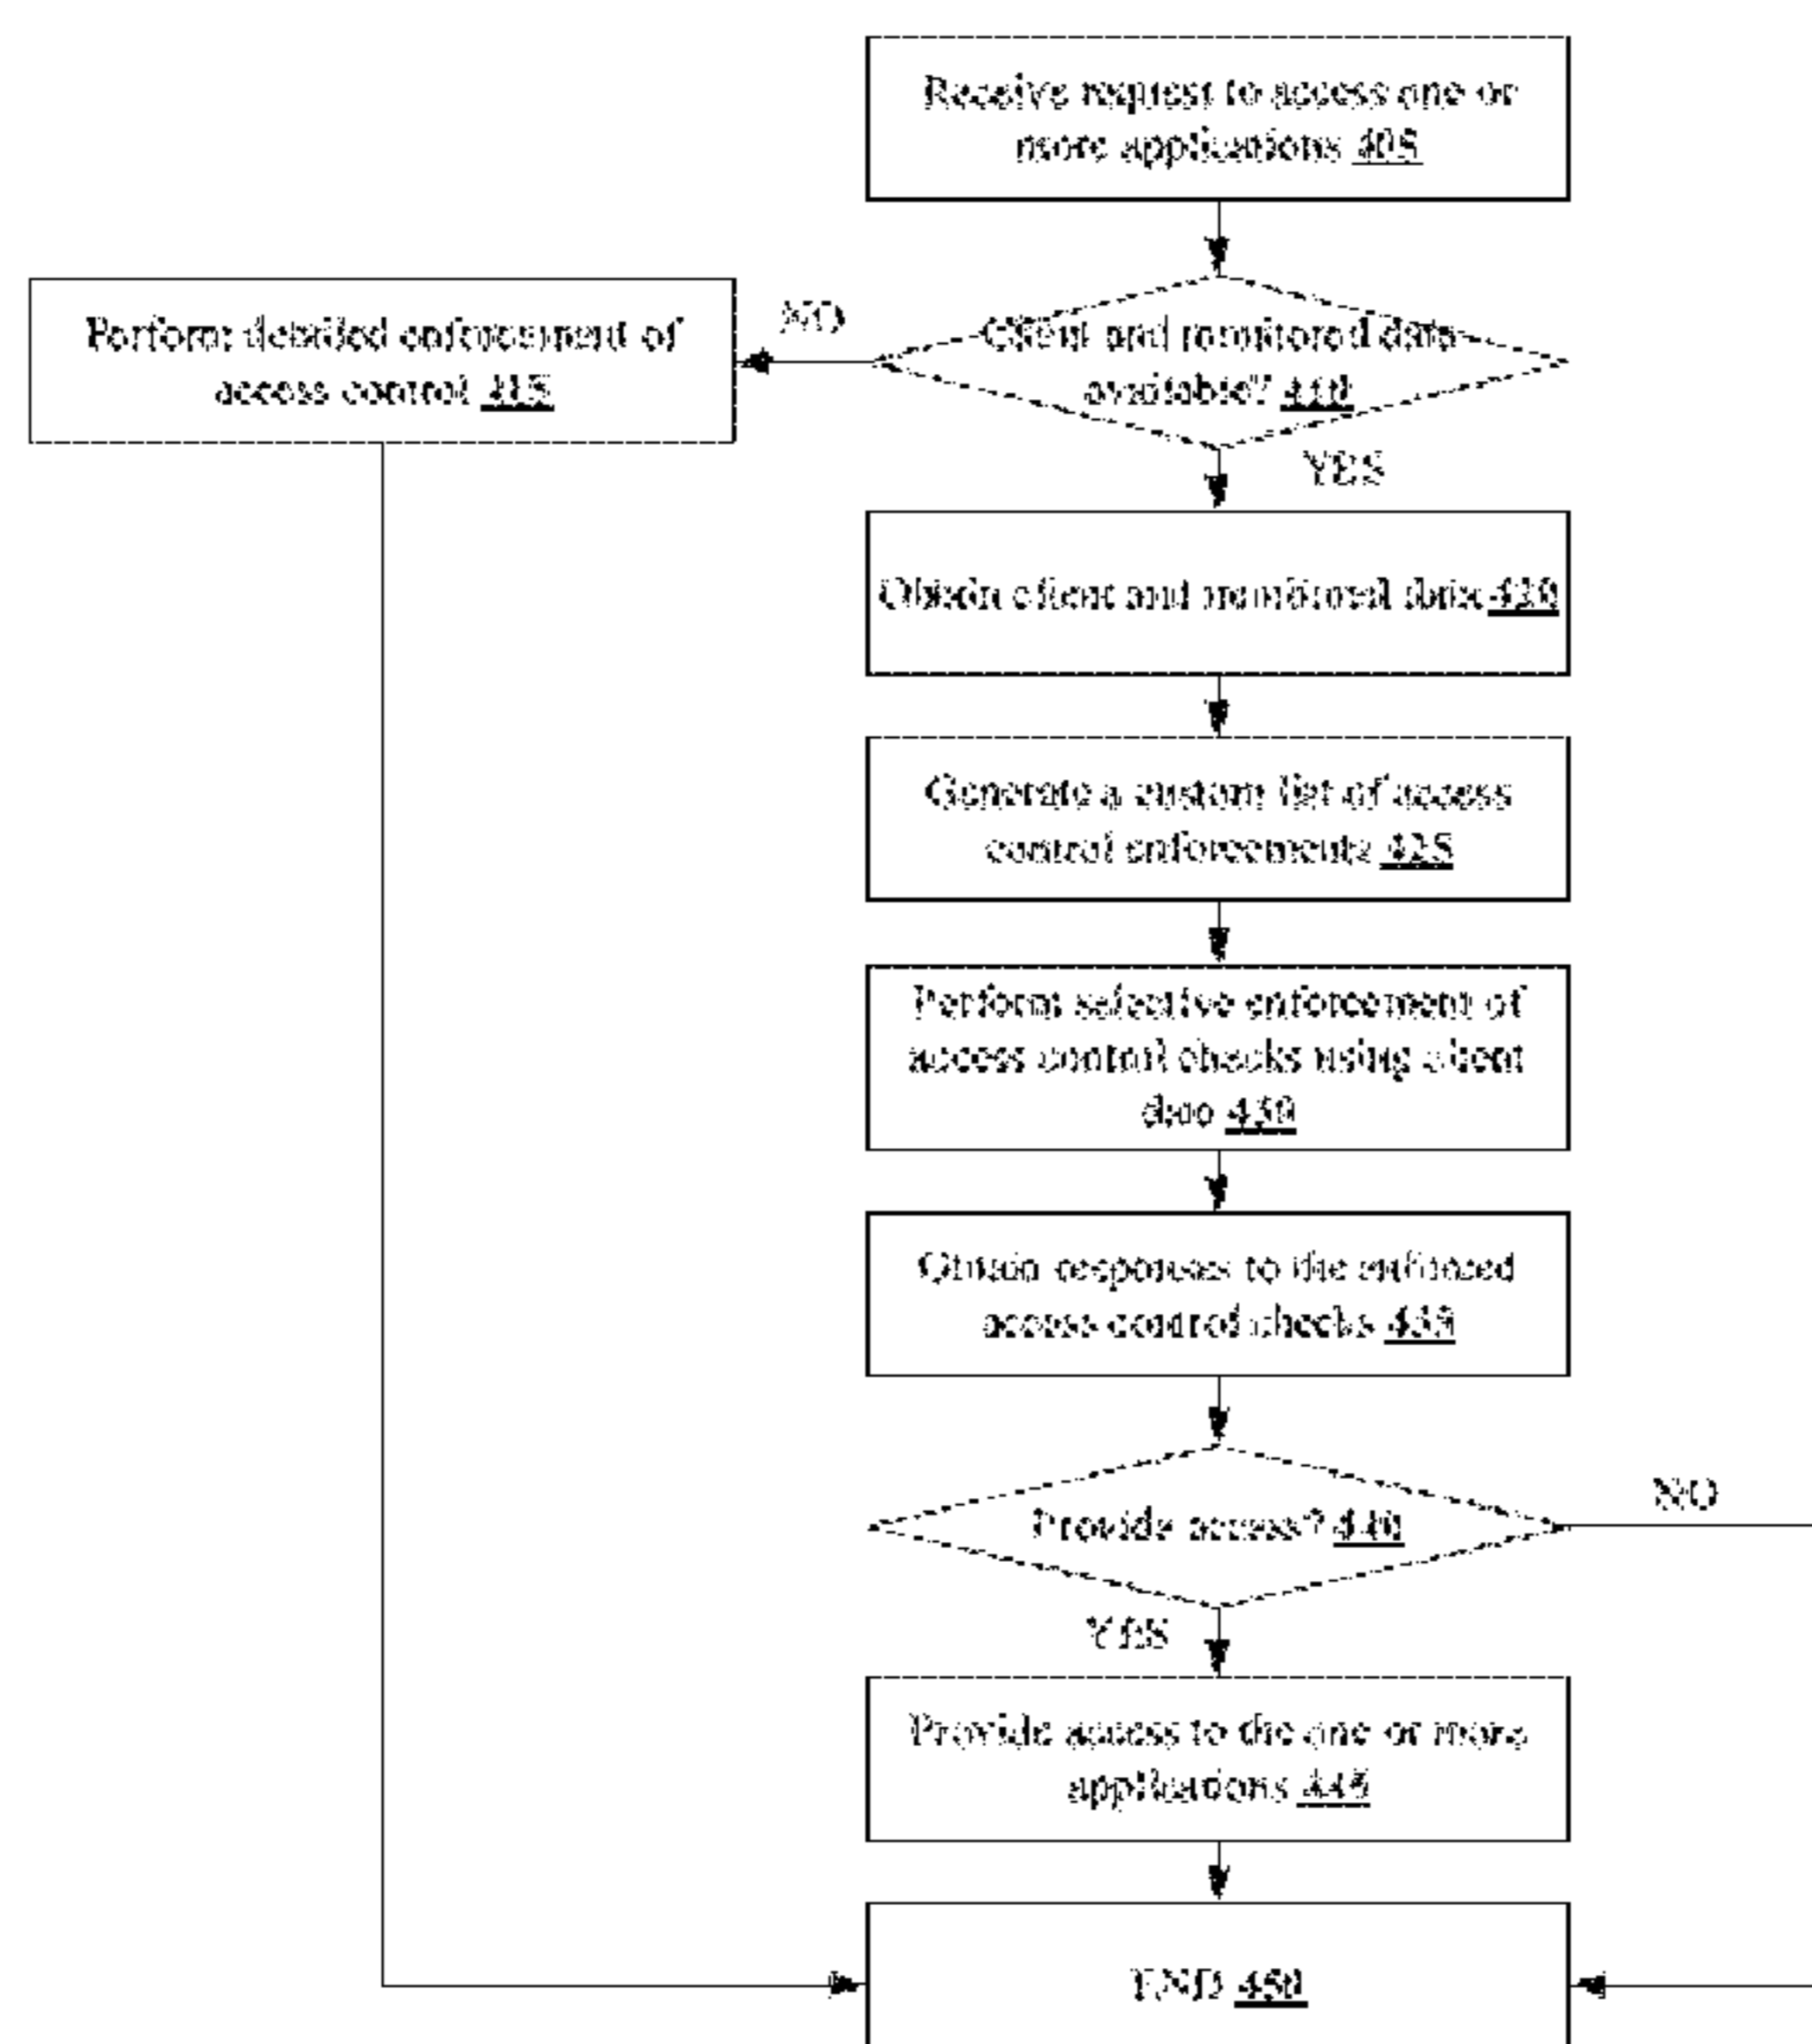 Receive request to access one or
more applications 405
Client and monitored data
available? 410
NO
Perform detailed enforcement of
access control 415
YES
Obtain client and monitored data 420
Generate a custom list of access
control enforcements 425
Perform selective enforcement of
access control checks using client
data 430
Obtain responses to the enforced
access control checks 435
Provide access? 440
NO
YES
Provide access to the one or more
applications 445
END 450